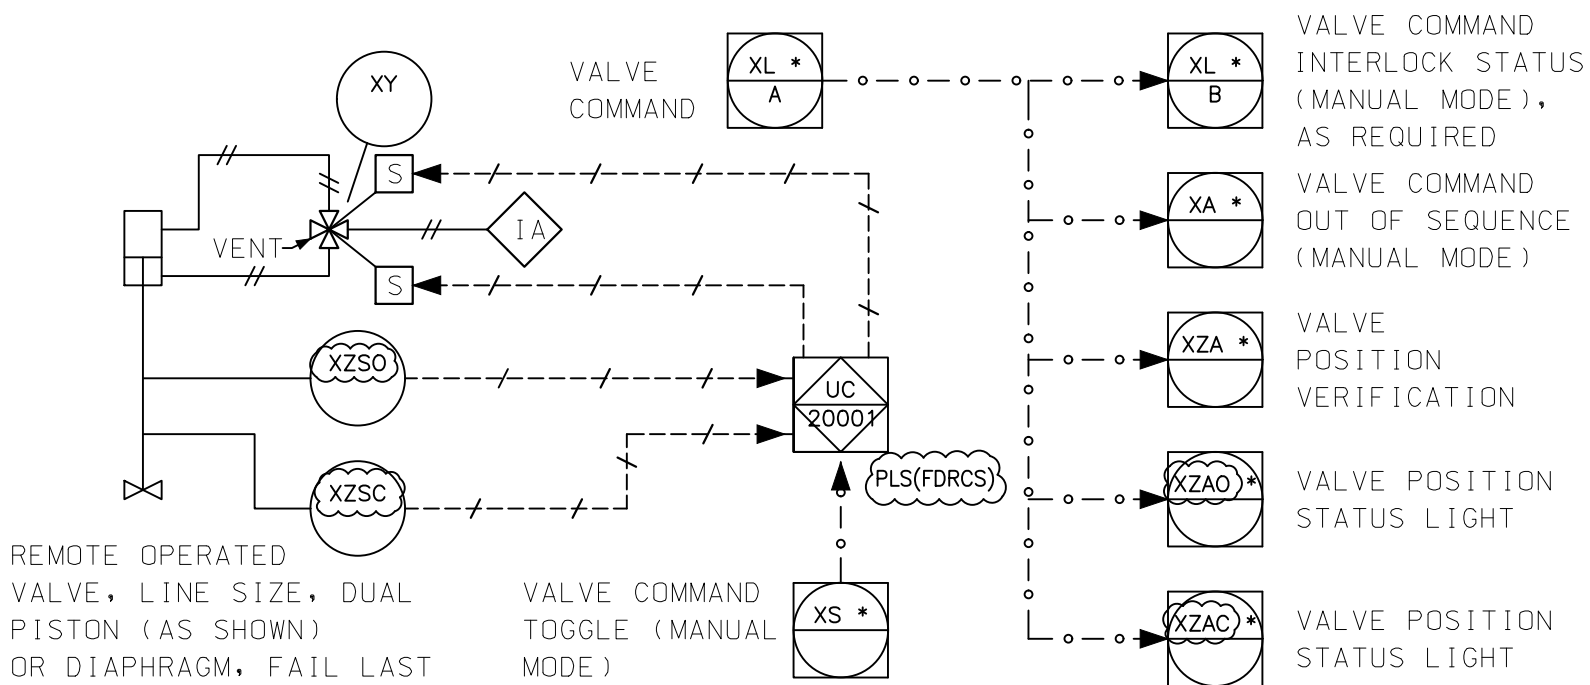 XY
VALVE
COMMAND
XL *
A
XL *
B
VALVE COMMAND
INTERLOCK STATUS
(MANUAL MODE),
AS REQUIRED
S
VENT
IA
S
XA *
VALVE COMMAND
OUT OF SEQUENCE
(MANUAL MODE)
XZSO
UC
20001
XZA *
VALVE
POSITION
VERIFICATION
XZSC
PLS(FDRCS)
XZAO *
VALVE POSITION
STATUS LIGHT
REMOTE OPERATED
VALVE, LINE SIZE, DUAL
PISTON (AS SHOWN)
OR DIAPHRAGM, FAIL LAST
VALVE COMMAND
TOGGLE (MANUAL
MODE)
XS *
XZAC *
VALVE POSITION
STATUS LIGHT